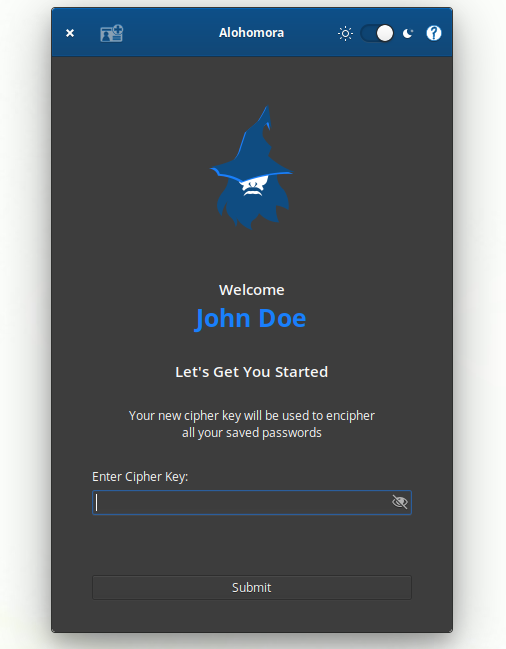 Alohomora
Welcome
John Doe
Let's Get You Started
Your new cipher key will be used to encipher
all your saved passwords
Enter Cipher Key:
Submit